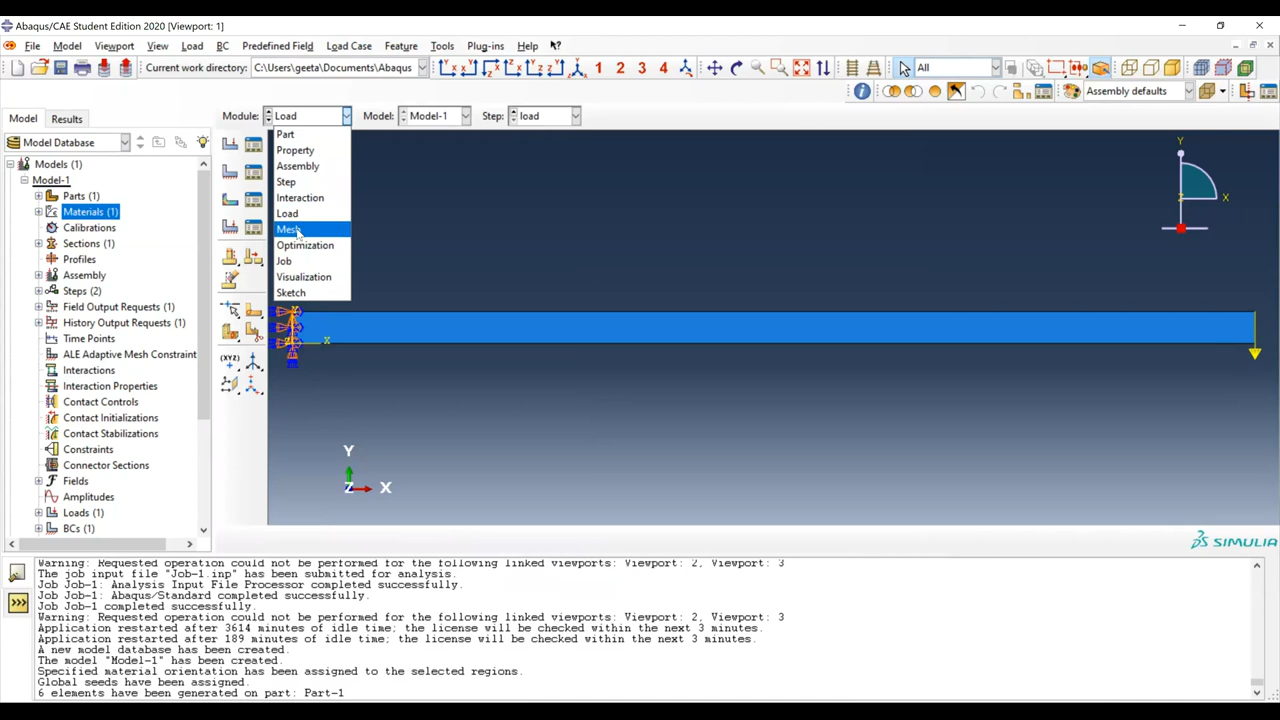 Abaqus/CAE Student Edition 2020 [Viewport: 1]
File Model Viewport View Load BC Predefined Field Load Case Feature Tools Plug-ins Help
Current work directory: C:\Users\geeta\Documents\Abaqus 1 2 3 4 All
Assembly defaults
Model Results Module: Load Model: Model-1 Step: load
Part
Property
Assembly
Step
Interaction
Load
Mesh
Optimization
Job
Visualization
Sketch
Model Database
Models (1)
Model-1
Parts (1)
Materials (1)
Calibrations
Sections (3)
Profiles
Assembly
Steps (2)
Field Output Requests (1)
History Output Requests (1)
Time Points
ALE Adaptive Mesh Constraint
Interactions
Interaction Properties
Contact Controls
Contact Initializations
Contact Stabilizations
Constraints
Connector Sections
Fields
Amplitudes
Loads (1)
BCs (1)
(XYZ)
X
Y
Z
X
Y
Z X
SIMULIA
Warning: Requested operation could not be performed for the following linked viewports: Viewport: 2, Viewport: 3
The job input file "Job-1.inp" has been submitted for analysis.
Job Job-1: Analysis Input File Processor completed successfully.
Job Job-1: Abaqus/Standard completed successfully.
Job Job-1 completed successfully.
Warning: Requested operation could not be performed for the following linked viewports: Viewport: 2, Viewport: 3
Application restarted after 3614 minutes of idle time; the license will be checked within the next 3 minutes.
Application restarted after 189 minutes of idle time; the license will be checked within the next 3 minutes.
A new model database has been created.
The model "Model-1" has been created.
Specified material orientation has been assigned to the selected regions.
Global seeds have been assigned.
6 elements have been generated on part: Part-1